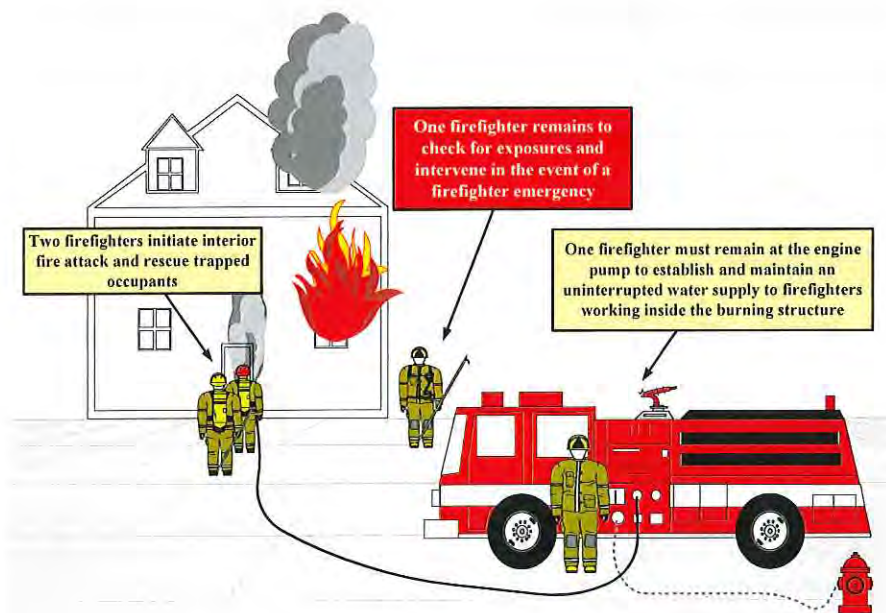 One firefighter remains to
check for exposures and
intervene in the event of a
firefighter emergency
Two firefighters initiate interior
fire attack and rescue trapped
occupants
One firefighter must remain at the engine
pump to establish and maintain an
uninterrupted water supply to firefighters
working inside the burning structure